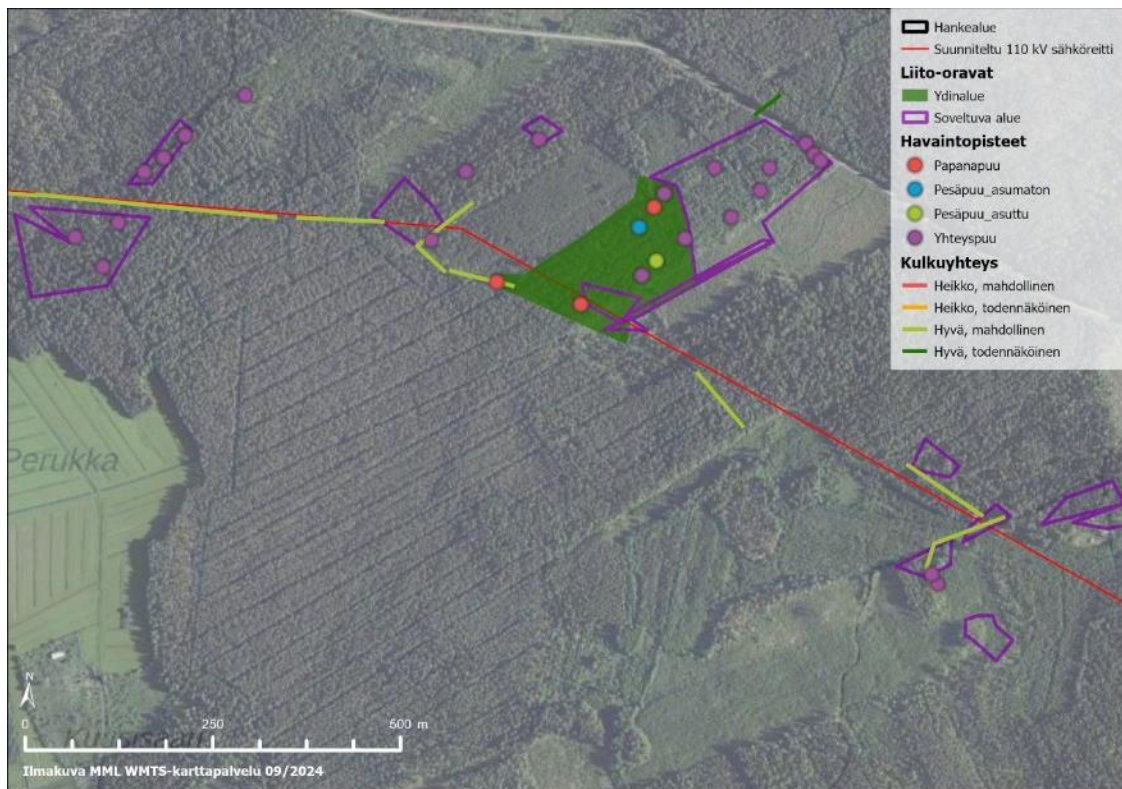 Hankealue
Suunniteltu 110 kV sähköreitti
Liito-oravat
Ydinalue
Soveltuva alue
Havaintopisteet
Papanapuu
Pesäpuu_asumaton
Pesäpuu_asuttu
Yhteyspuu
Kulkuyhteys
Heikko, mahdollinen
Heikko, todennäköinen
Hyvä, mahdollinen
Hyvä, todennäköinen
Perukka
N
0 250 500 m
Ilmakuva MML WMTS-karttapalvelu 09/2024